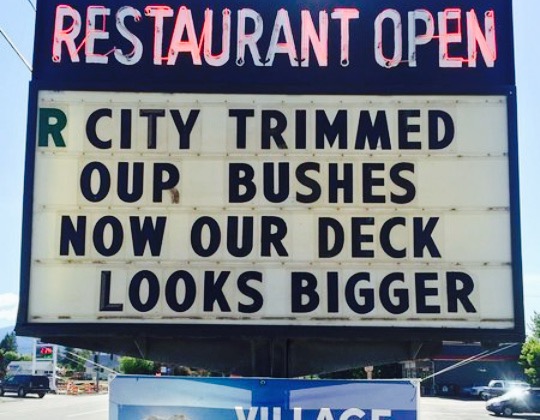 RESTAURANT OPEN
R CITY TRIMMED
OUP BUSHES
NOW OUR DECK
LOOKS BIGGER
VILLAGE